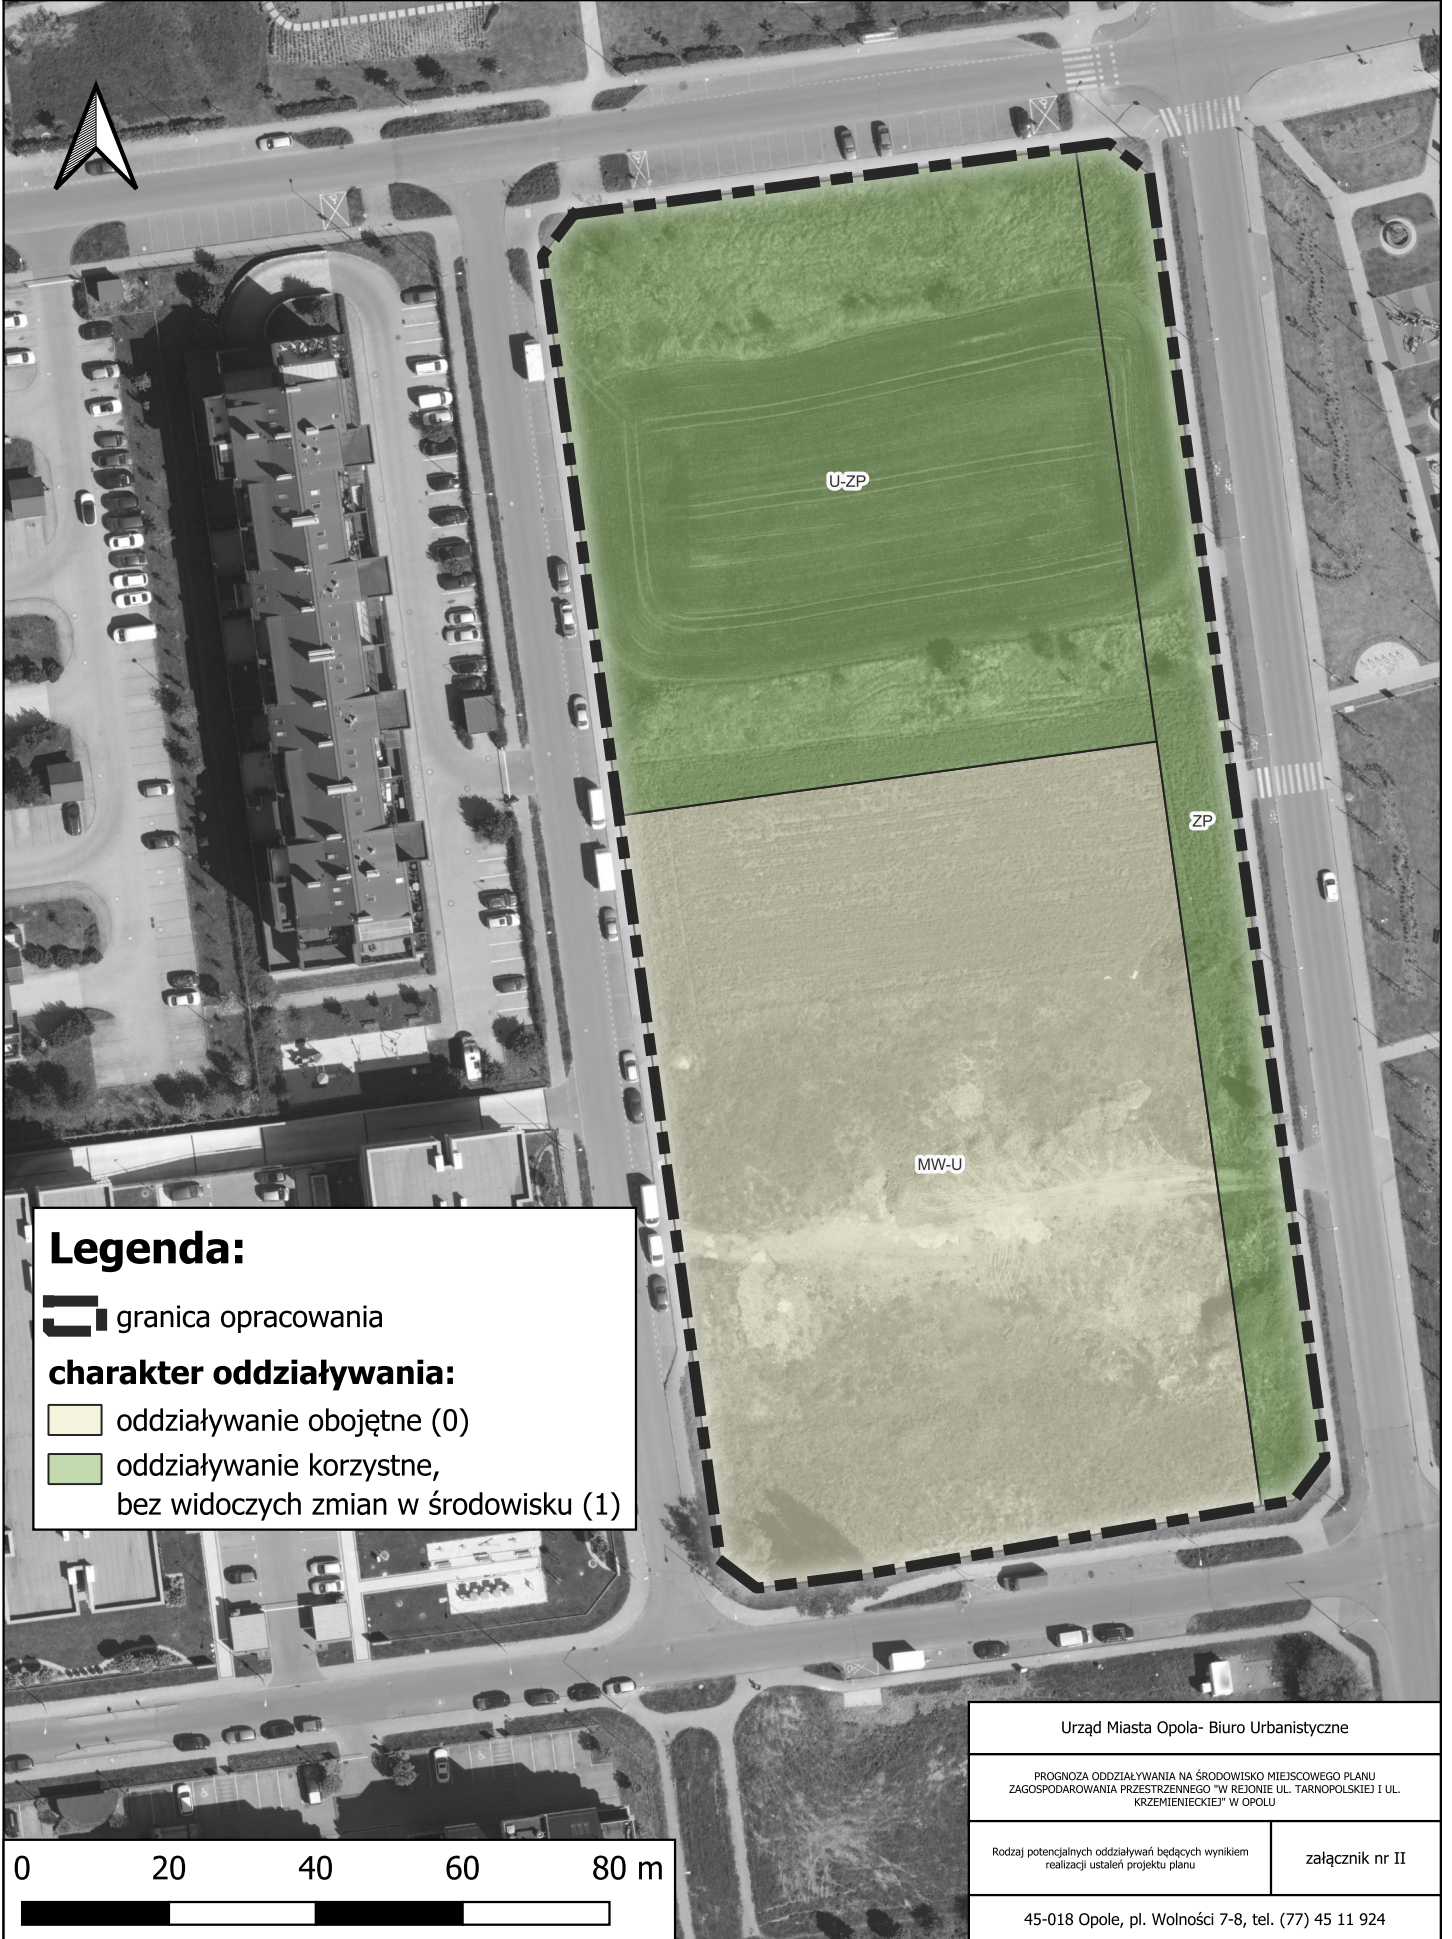 U-ZP
ZP
MW-U
Legenda:
granica opracowania
charakter oddziaływania:
oddziaływanie obojętne (0)
oddziaływanie korzystne,
bez widoczych zmian w środowisku (1)
Urząd Miasta Opola- Biuro Urbanistyczne
PROGNOZA ODDZIAŁYWANIA NA ŚRODOWISKO MIEJSCOWEGO PLANU
ZAGOSPODAROWANIA PRZESTRZENNEGO "W REJONIE UL. TARNOPOLSKIEJ I UL.
KRZEMIENIECKIEJ" W OPOLU
Rodzaj potencjalnych oddziaływań będących wynikiem
realizacji ustaleń projektu planu
załącznik nr II
45-018 Opole, pl. Wolności 7-8, tel. (77) 45 11 924
0 20 40 60 80 m